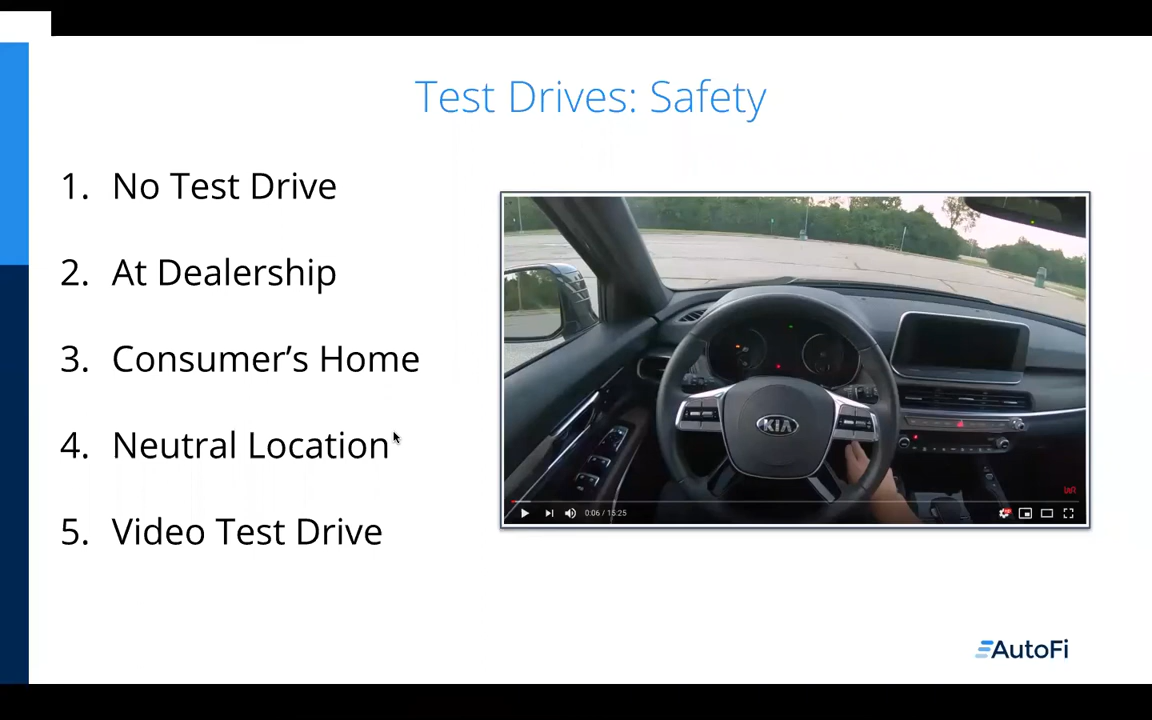 Test Drives: Safety
1. No Test Drive
2. At Dealership
3. Consumer's Home
4. Neutral Location
5. Video Test Drive
KIA
0:06 / 15:25
AutoFi